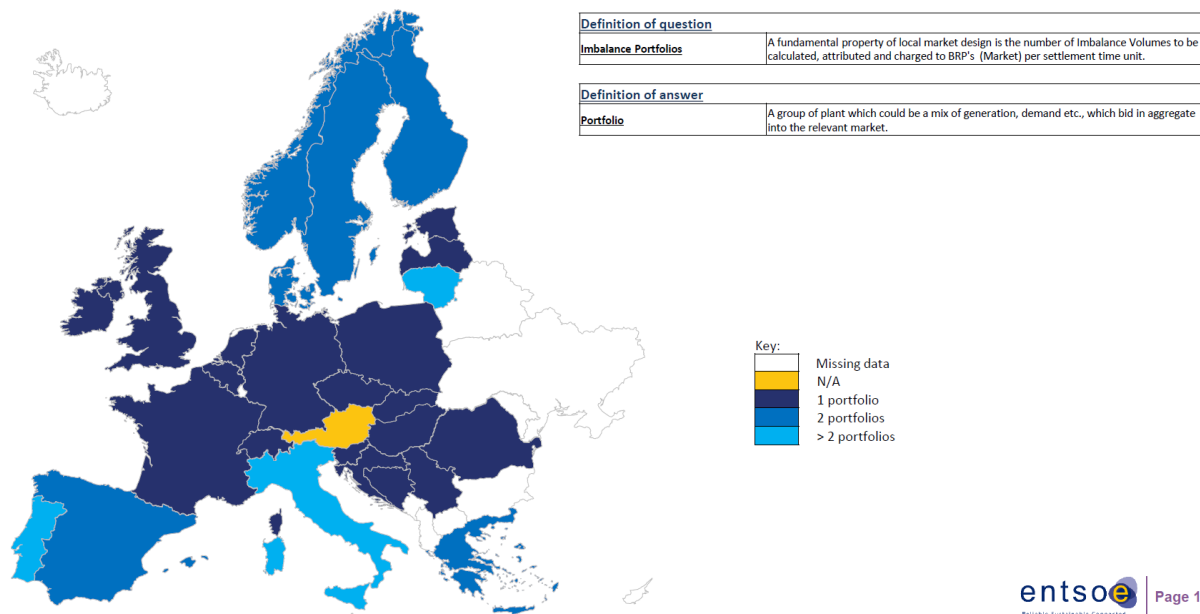 Definition of question
Imbalance Portfolios
A fundamental property of local market design is the number of Imbalance Volumes to be
calculated, attributed and charged to BRP's (Market) per settlement time unit.
Definition of answer
Portfolio
A group of plant which could be a mix of generation, demand etc., which bid in aggregate
into the relevant market.
Key:
Missing data
N/A
1 portfolio
2 portfolios
> 2 portfolios
entsoe
Page 1